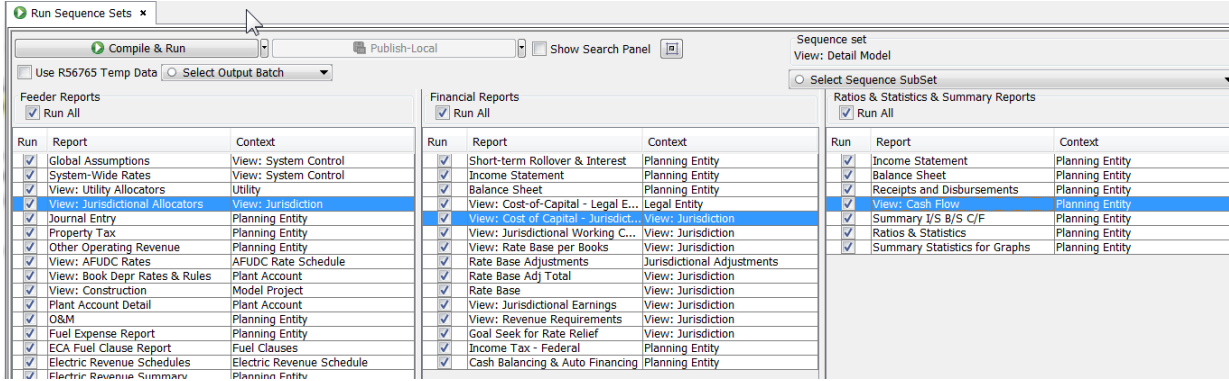 Run Sequence Sets
Compile & Run
Publish-Local
Show Search Panel
Sequence set
View: Detail Model
Use R56765 Temp Data
Select Output Batch
Select Sequence SubSet
Feeder Reports
Run All
Run Report Context
Global Assumptions View: System Control
System-Wide Rates View: System Control
View: Utility Allocators Utility
View: Jurisdictional Allocators View: Jurisdiction
Journal Entry Planning Entity
Property Tax Planning Entity
Other Operating Revenue Planning Entity
View: AFUDC Rates AFUDC Rate Schedule
View: Book Depr Rates & Rules Plant Account
View: Construction Model Project
Plant Account Detail Plant Account
O&M Planning Entity
Fuel Expense Report Planning Entity
ECA Fuel Clause Report Fuel Clauses
Electric Revenue Schedules Electric Revenue Schedule
Electric Revenue Summary Planning Entity
Financial Reports
Run All
Run Report Context
Short-term Rollover & Interest Planning Entity
Income Statement Planning Entity
Balance Sheet Planning Entity
View: Cost-of-Capital - Legal E... Legal Entity
View: Cost of Capital - Jurisdict... View: Jurisdiction
View: Jurisdictional Working C... View: Jurisdiction
View: Rate Base per Books View: Jurisdiction
Rate Base Adjustments Jurisdictional Adjustments
Rate Base Adj Total View: Jurisdiction
Rate Base View: Jurisdiction
View: Jurisdictional Earnings View: Jurisdiction
View: Revenue Requirements View: Jurisdiction
Goal Seek for Rate Relief View: Jurisdiction
Income Tax - Federal Planning Entity
Cash Balancing & Auto Financing Planning Entity
Ratios & Statistics & Summary Reports
Run All
Run Report Context
Income Statement Planning Entity
Balance Sheet Planning Entity
Receipts and Disbursements Planning Entity
View: Cash Flow Planning Entity
Summary I/S B/S C/F Planning Entity
Ratios & Statistics Planning Entity
Summary Statistics for Graphs Planning Entity